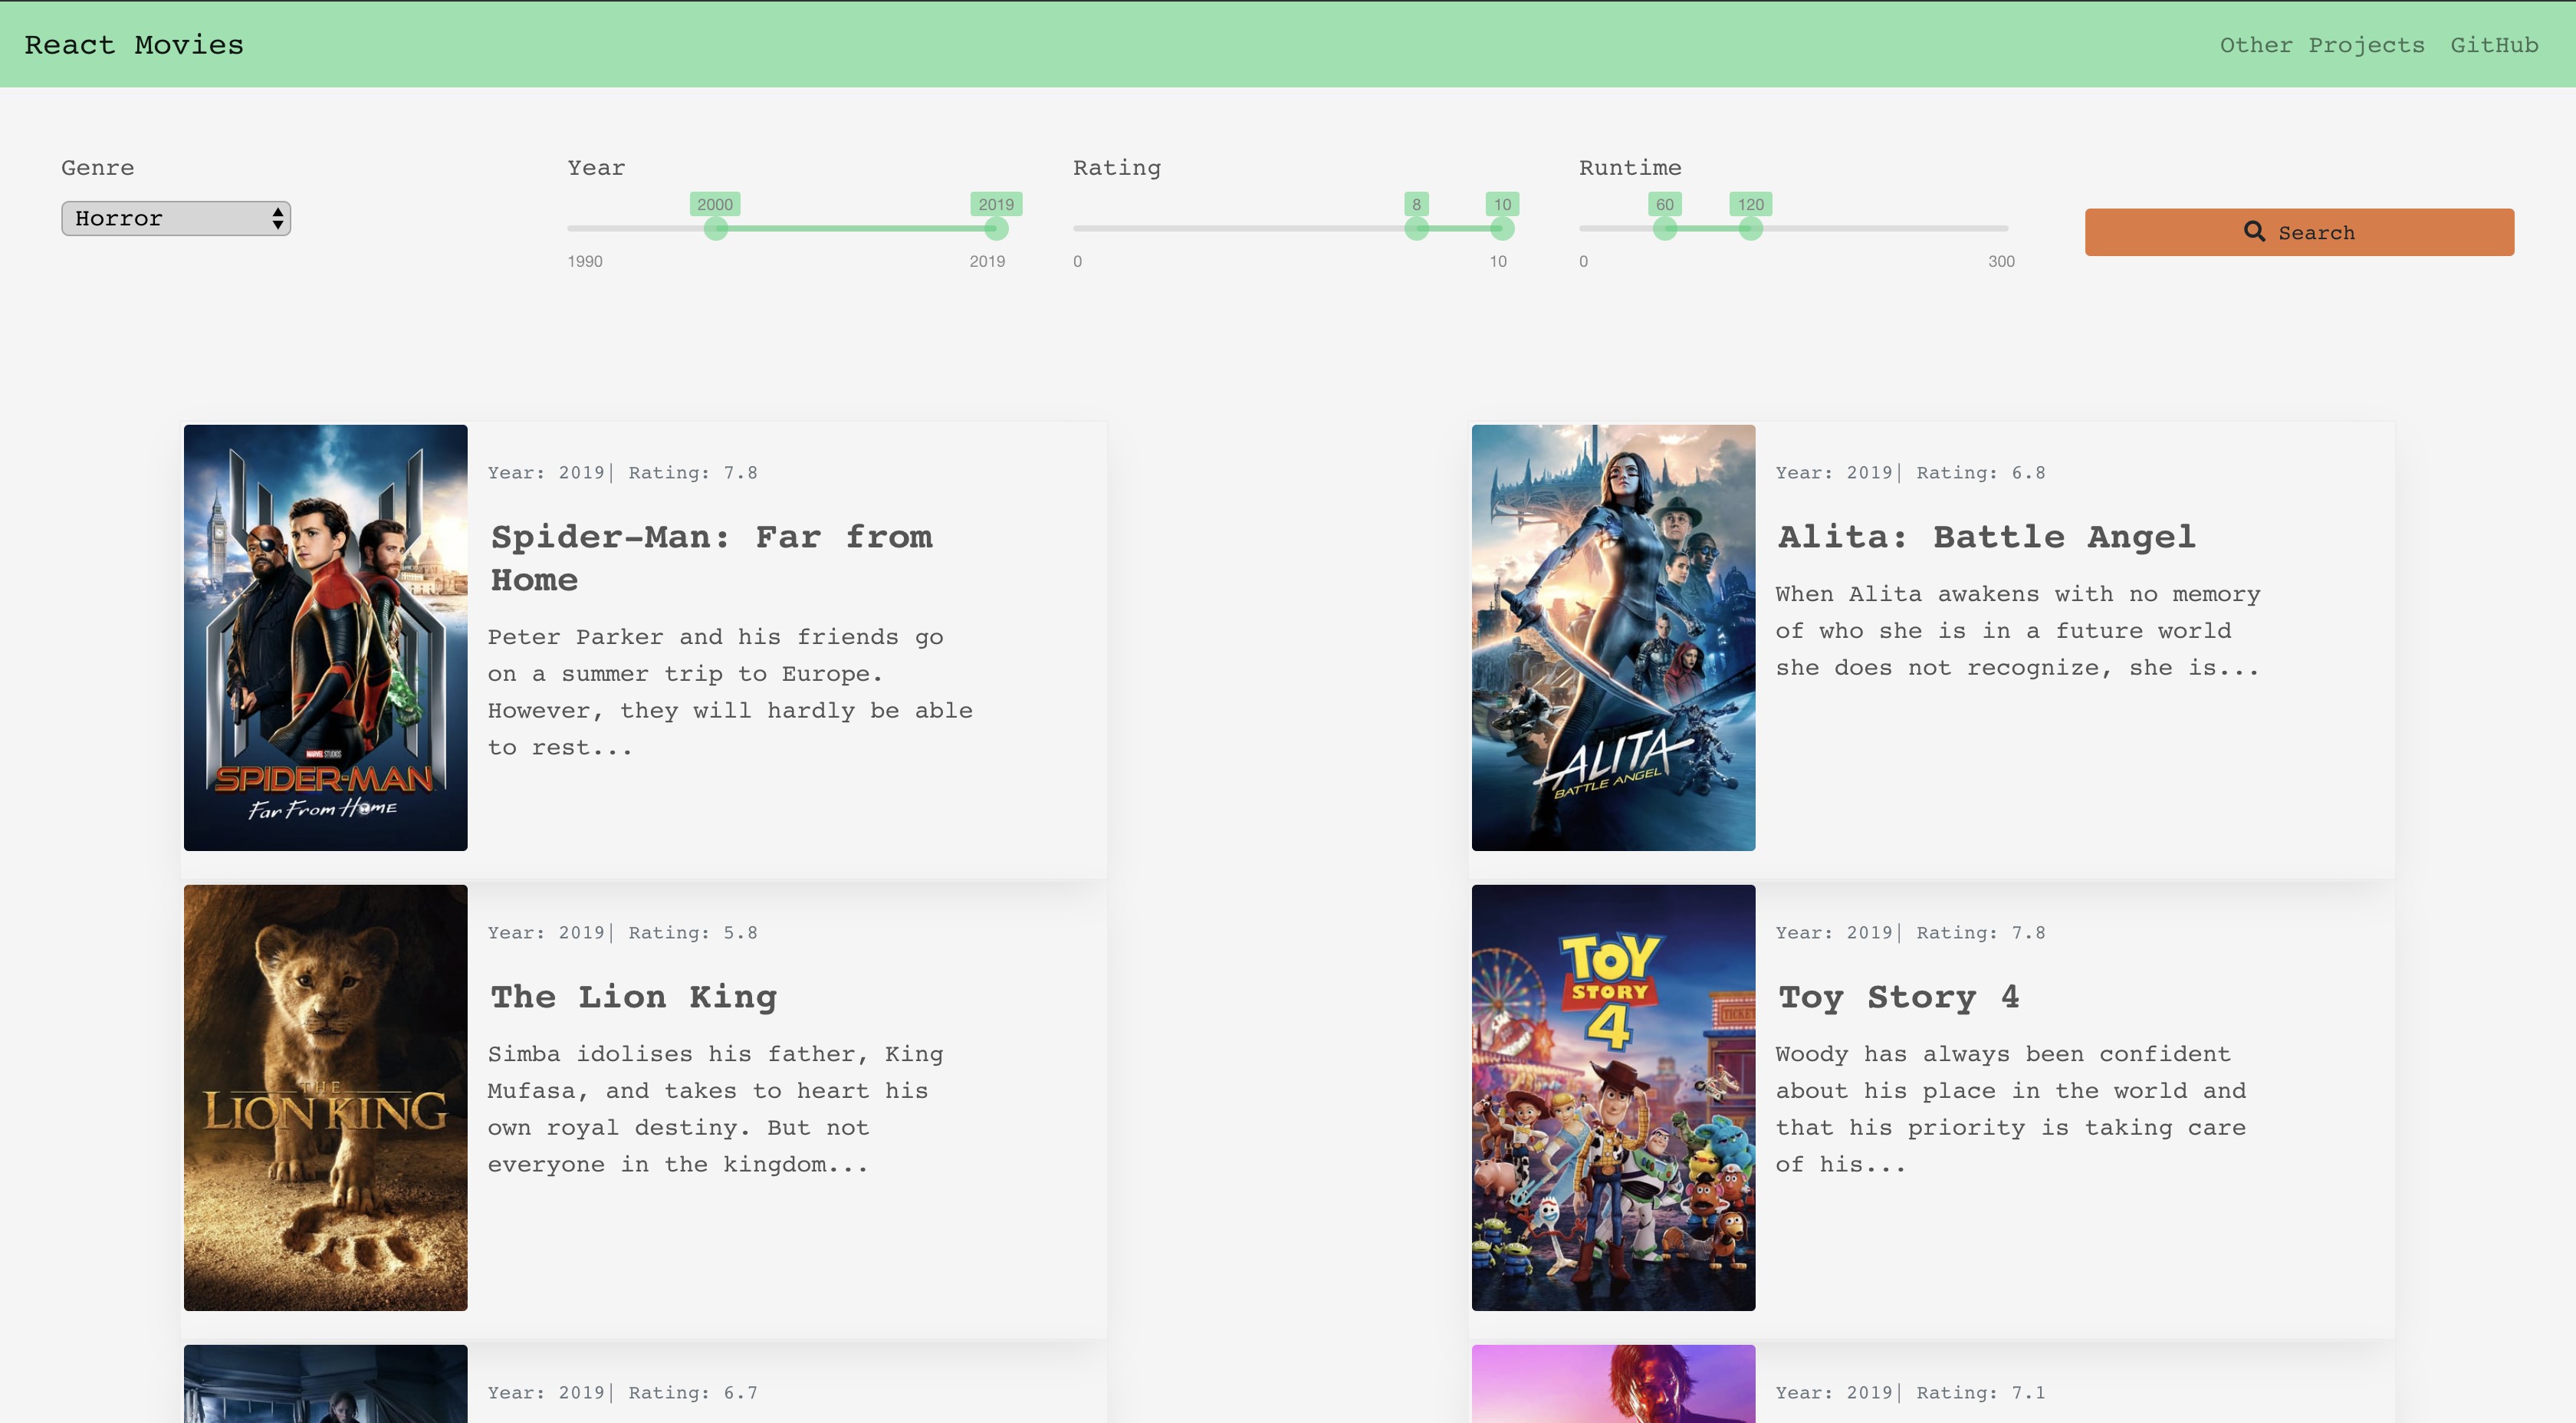 React Movies
Other Projects GitHub
Genre
Horror
Year
2000 2019
1990 2019
Rating
8 10
0 10
Runtime
60 120
0 300
Search
MARVEL STUDIOS
SPIDER-MAN
Far From Home
Year: 2019| Rating: 7.8
Spider-Man: Far from
Home
Peter Parker and his friends go
on a summer trip to Europe.
However, they will hardly be able
to rest...
ALITA
BATTLE ANGEL
Year: 2019| Rating: 6.8
Alita: Battle Angel
When Alita awakens with no memory
of who she is in a future world
she does not recognize, she is...
THE
LION KING
Year: 2019| Rating: 5.8
The Lion King
Simba idolises his father, King
Mufasa, and takes to heart his
own royal destiny. But not
everyone in the kingdom...
TOY
STORY
4
TICKET
Year: 2019| Rating: 7.8
Toy Story 4
Woody has always been confident
about his place in the world and
that his priority is taking care
of his...
Year: 2019| Rating: 6.7
Year: 2019| Rating: 7.1